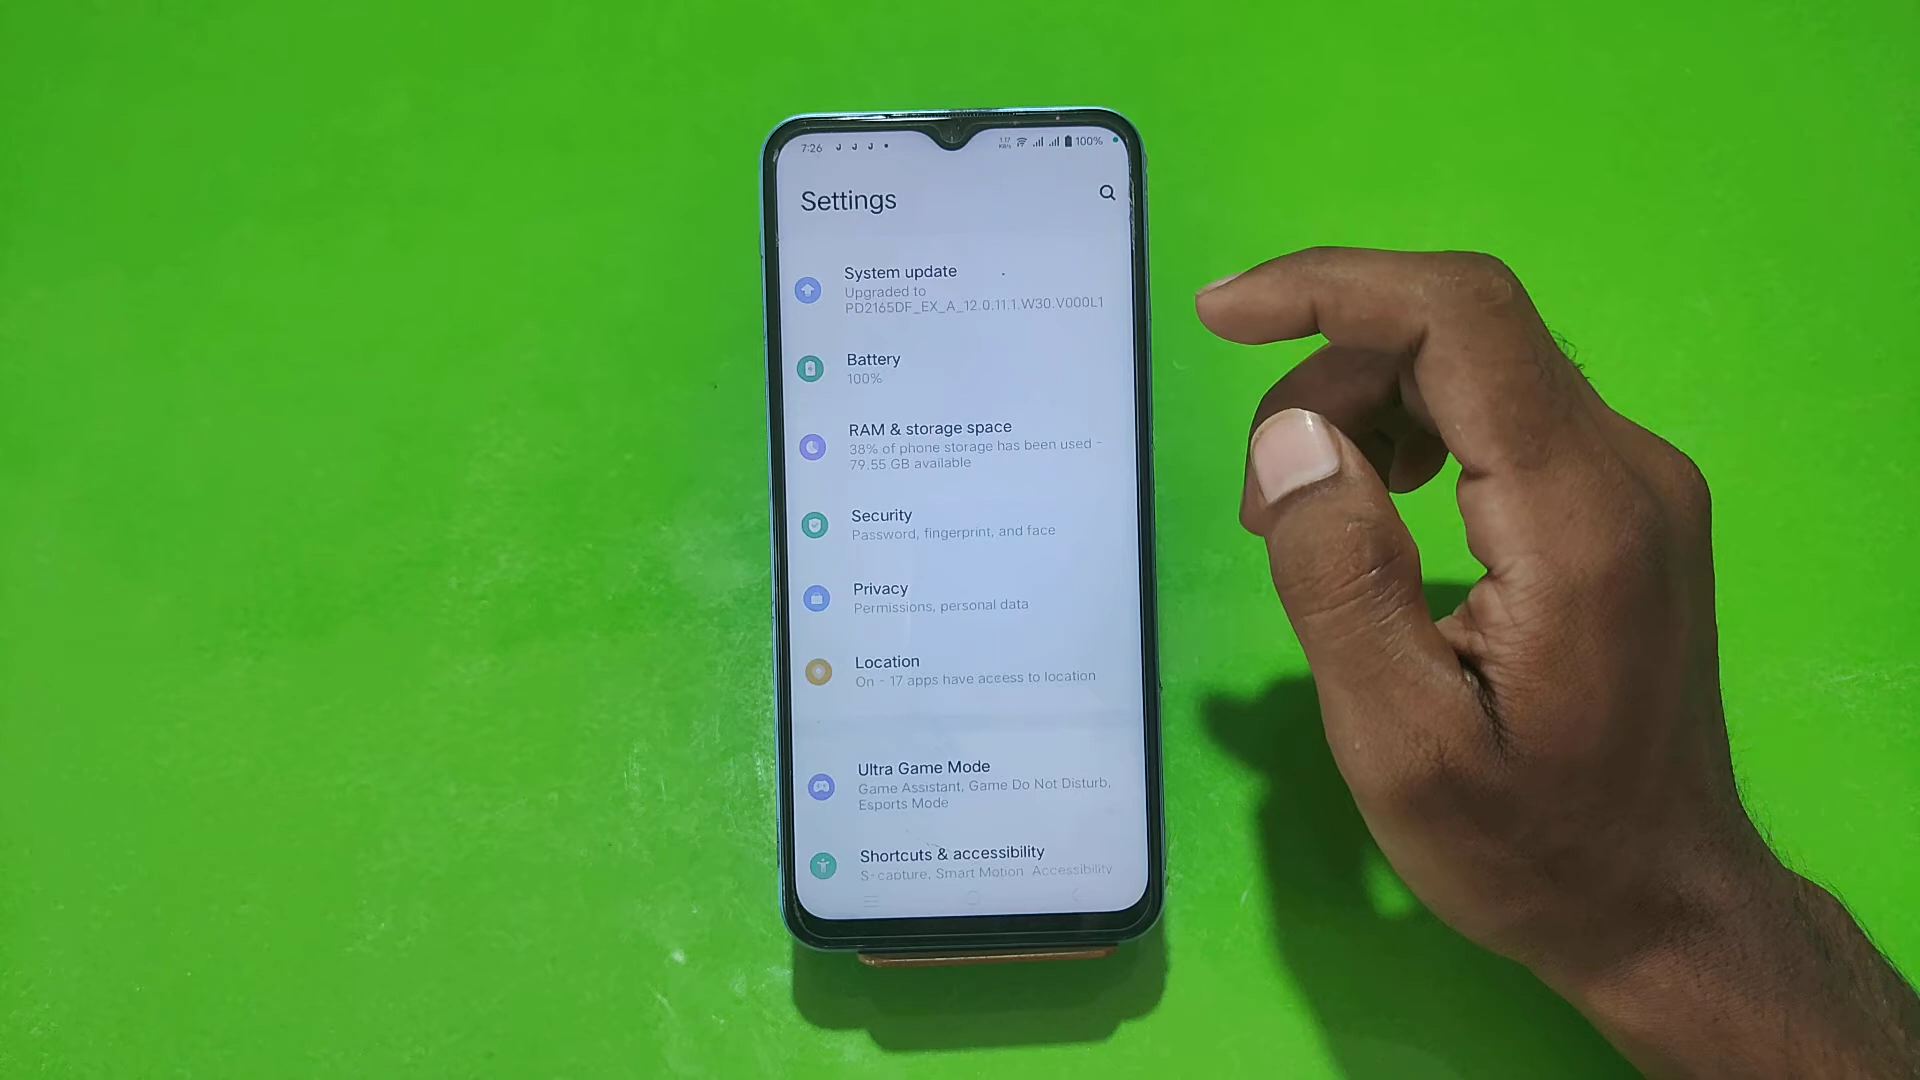 7:26
1.17 KB/s 100%
Settings
System update
Upgraded to
PD2165DF_EX_A_12.0.11.1.W30.V000L1
Battery
100%
RAM & storage space
38% of phone storage has been used -
79.55 GB available
Security
Password, fingerprint, and face
Privacy
Permissions, personal data
Location
On - 17 apps have access to location
Ultra Game Mode
Game Assistant, Game Do Not Disturb,
Esports Mode
Shortcuts & accessibility
S-capture, Smart Motion, Accessibility